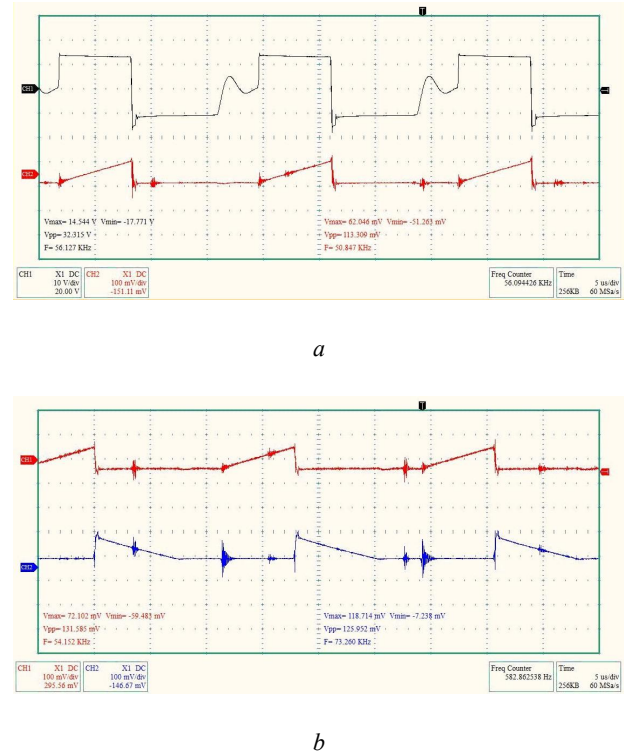 T
CH1
CH2
Vmax= 14.544 V Vmin= -17.771 V
Vpp= 32.315 V
F= 56.127 KHz
Vmax= 62.046 mV Vmin= -51.263 mV
Vpp= 113.309 mV
F= 50.847 KHz
CH1 X1 DC
10 V/div
20.00 V
CH2 X1 DC
100 mV/div
-151.11 mV
Freq Counter
56.094426 KHz
Time
5 us/div
256KB 60 MSa/s
a
T
CH1
CH2
Vmax= 72.102 mV Vmin= -59.483 mV
Vpp= 131.585 mV
F= 54.152 KHz
Vmax= 118.714 mV Vmin= -7.238 mV
Vpp= 125.952 mV
F= 73.260 KHz
CH1 X1 DC
100 mV/div
295.56 mV
CH2 X1 DC
100 mV/div
-146.67 mV
Freq Counter
582.862538 Hz
Time
5 us/div
256KB 60 MSa/s
b